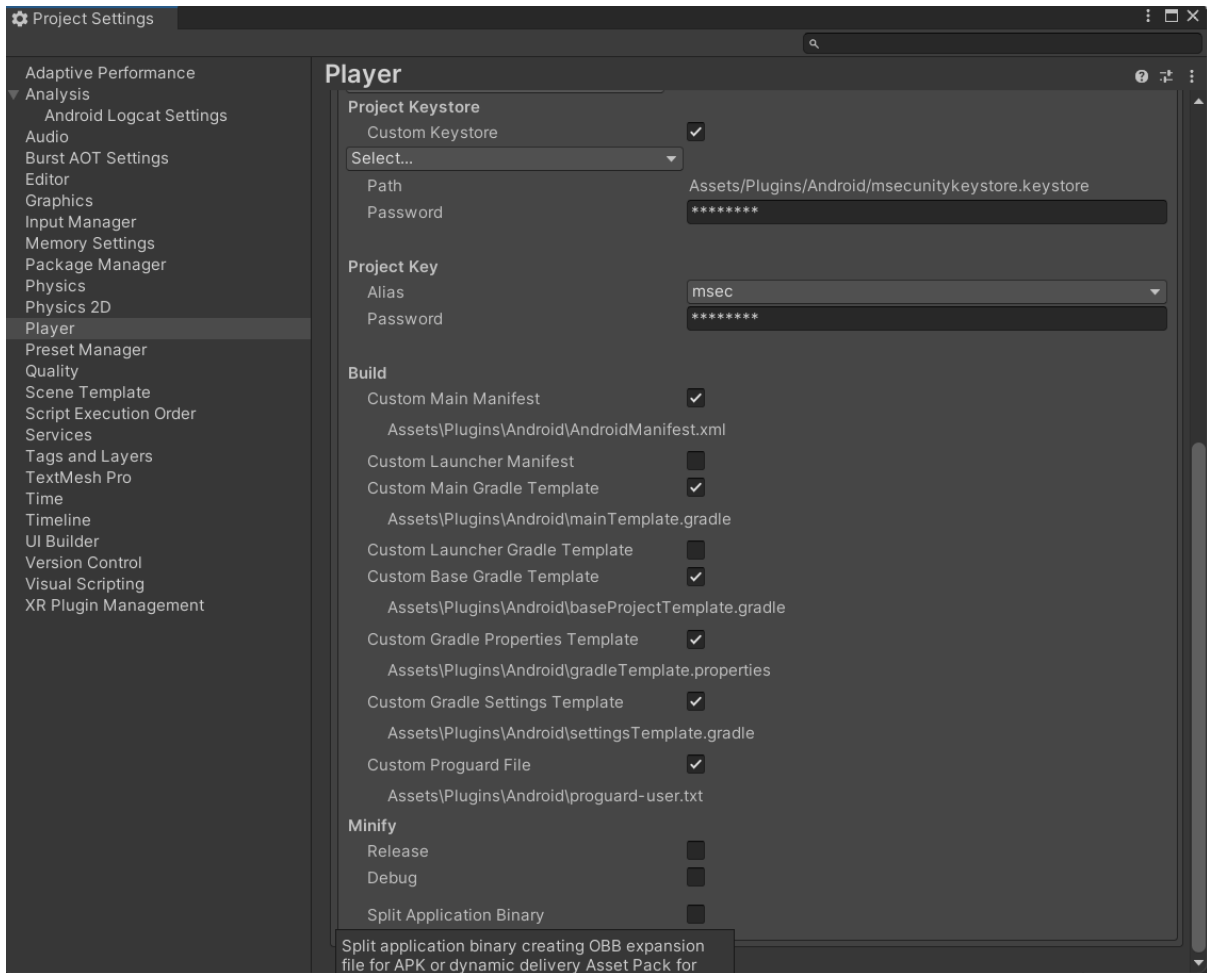 Project Settings
Adaptive Performance
Analysis
Android Logcat Settings
Audio
Burst AOT Settings
Editor
Graphics
Input Manager
Memory Settings
Package Manager
Physics
Physics 2D
Player
Preset Manager
Quality
Scene Template
Script Execution Order
Services
Tags and Layers
TextMesh Pro
Time
Timeline
UI Builder
Version Control
Visual Scripting
XR Plugin Management
Player
Project Keystore
Custom Keystore
Select...
Path Assets/Plugins/Android/msecunitykeystore.keystore
Password ********
Project Key
Alias msec
Password ********
Build
Custom Main Manifest
Assets\Plugins\Android\AndroidManifest.xml
Custom Launcher Manifest
Custom Main Gradle Template
Assets\Plugins\Android\mainTemplate.gradle
Custom Launcher Gradle Template
Custom Base Gradle Template
Assets\Plugins\Android\baseProjectTemplate.gradle
Custom Gradle Properties Template
Assets\Plugins\Android\gradleTemplate.properties
Custom Gradle Settings Template
Assets\Plugins\Android\settingsTemplate.gradle
Custom Proguard File
Assets\Plugins\Android\proguard-user.txt
Minify
Release
Debug
Split Application Binary
Split application binary creating OBB expansion
file for APK or dynamic delivery Asset Pack for